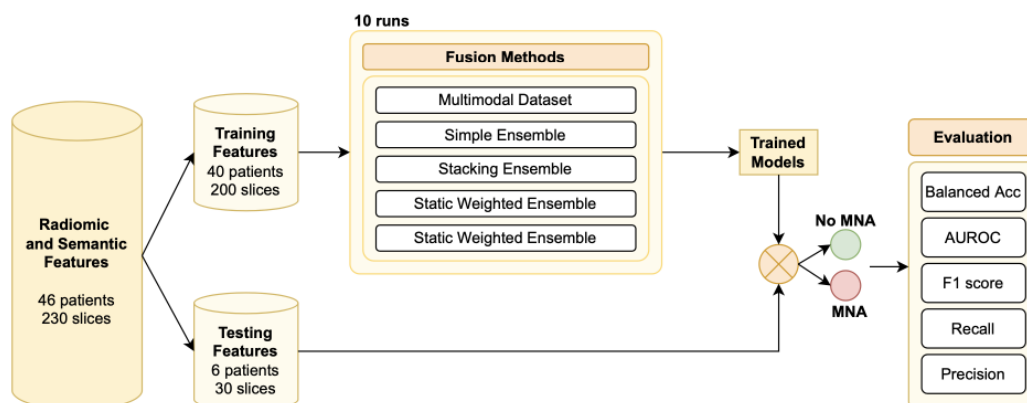 10 runs
Fusion Methods
Multimodal Dataset
Simple Ensemble
Stacking Ensemble
Static Weighted Ensemble
Static Weighted Ensemble
Radiomic
and Semantic
Features
46 patients
230 slices
Training
Features
40 patients
200 slices
Testing
Features
6 patients
30 slices
Trained
Models
No MNA
MNA
Evaluation
Balanced Acc
AUROC
F1 score
Recall
Precision